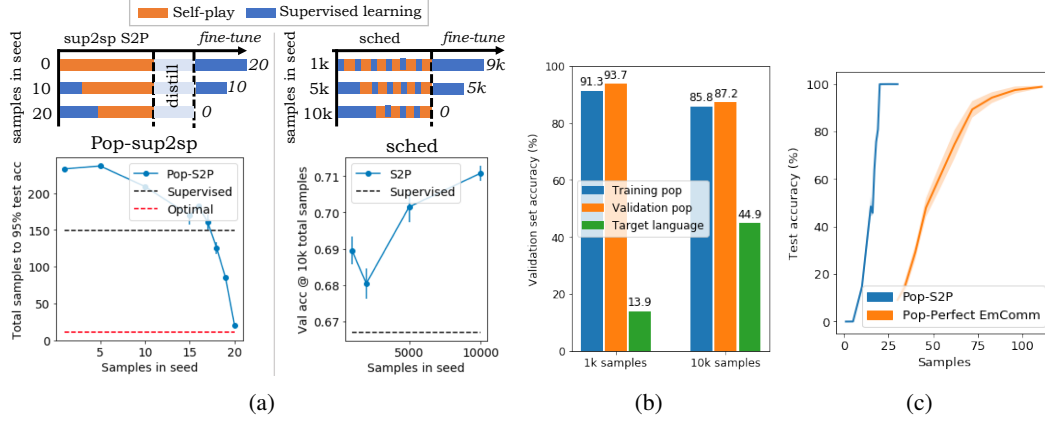 Self-play
Supervised learning
sup2sp S2P
fine-tune
samples in seed
0
10
20
distill
20
10
0
sched
fine-tune
samples in seed
1k
5k
10k
9k
5k
0
Pop-sup2sp
Total samples to 95% test acc
200
150
100
50
0
Pop-S2P
Supervised
Optimal
5
10
15
20
Samples in seed
sched
Val acc @ 10k total samples
0.71
0.70
0.69
0.68
0.67
S2P
Supervised
5000
10000
Samples in seed
(a)
Validation set accuracy (%)
100
80
60
40
20
0
91.3
93.7
13.9
85.8
87.2
44.9
Training pop
Validation pop
Target language
1k samples
10k samples
(b)
Test accuracy (%)
100
80
60
40
20
0
Pop-S2P
Pop-Perfect EmComm
0
25
50
75
100
Samples
(c)